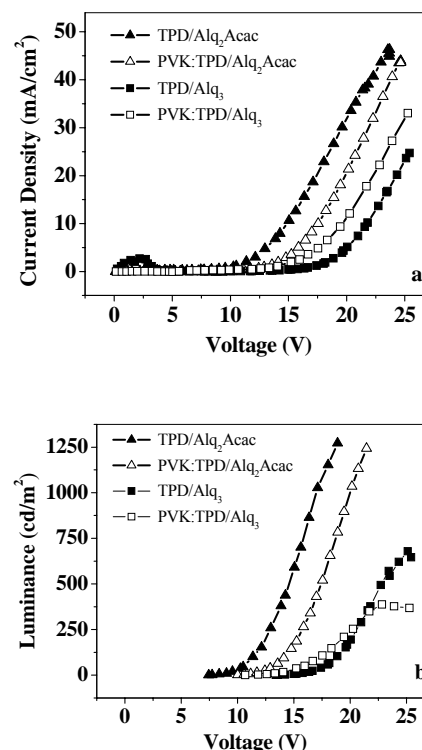 50
40
30
20
10
0
Current Density (mA/cm²)
TPD/Alq₂Acac
PVK:TPD/Alq₂Acac
TPD/Alq₃
PVK:TPD/Alq₃
a
0 5 10 15 20 25
Voltage (V)
1250
1000
750
500
250
0
Luminance (cd/m²)
TPD/Alq₂Acac
PVK:TPD/Alq₂Acac
TPD/Alq₃
PVK:TPD/Alq₃
b
0 5 10 15 20 25
Voltage (V)